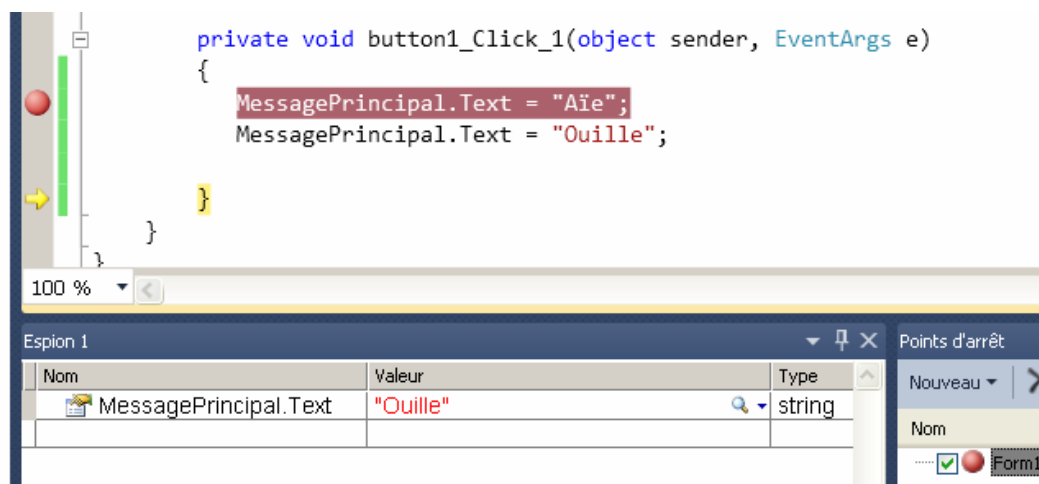 private void button1_Click_1(object sender, EventArgs e)
{
MessagePrincipal.Text = "Aïe";
MessagePrincipal.Text = "Ouille";
}
}
}
100 %
Espion 1
Points d'arrêt
Nom Valeur Type
Nouveau
MessagePrincipal.Text "Ouille" string
Nom
Form1